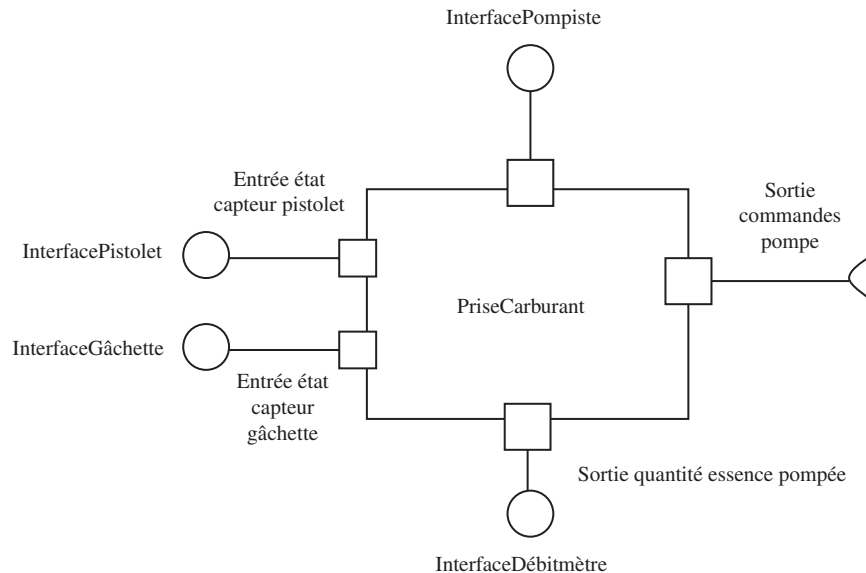 InterfacePompiste
Entrée état
capteur pistolet
Sortie
commandes
pompe
InterfacePistolet
PriseCarburant
InterfaceGâchette
Entrée état
capteur
gâchette
Sortie quantité essence pompée
InterfaceDébitmètre